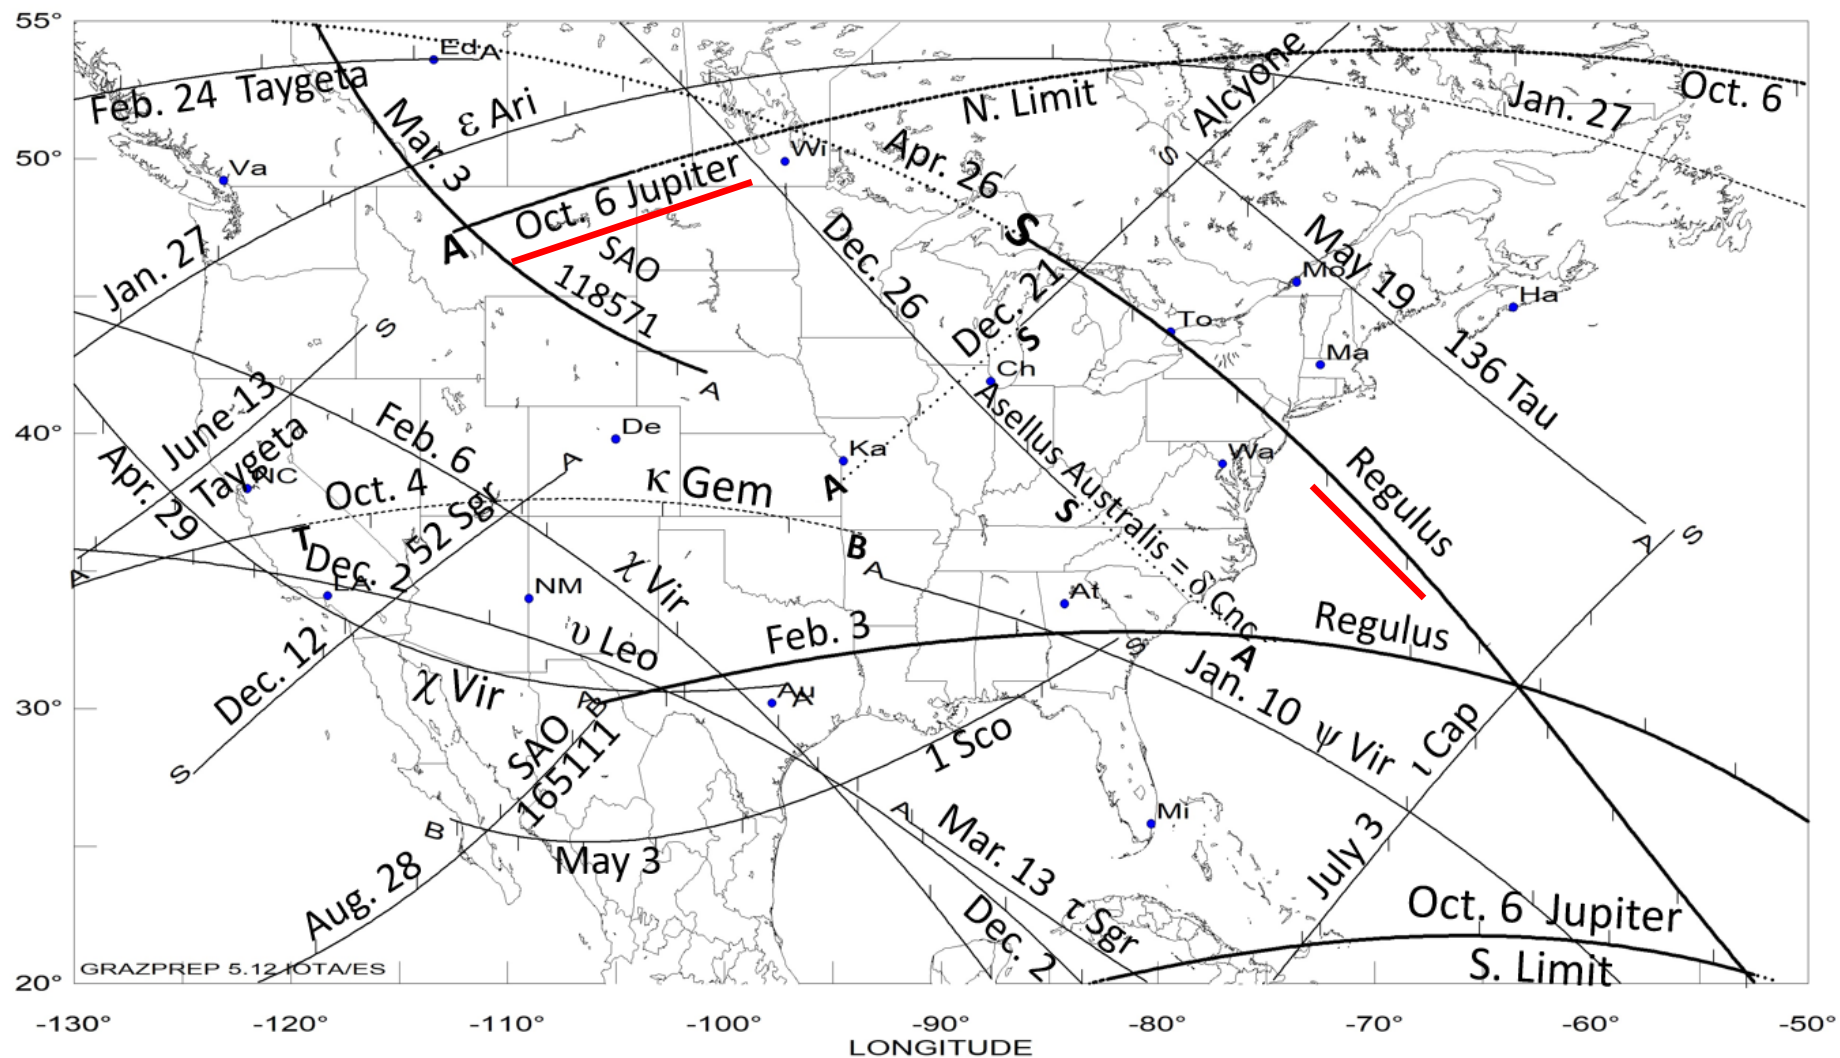 55°
50°
40°
30°
20°
-130°
-120°
-110°
-100°
-90°
-80°
-70°
-60°
-50°
LONGITUDE
GRAZPREP 5.12 IOTA/ES
Feb. 24 Taygeta
Ed
A
Mar. 3
ε Ari
N. Limit
Alcyone
Jan. 27
Oct. 6
Va
Wi
Apr. 26
S
Oct. 6 Jupiter
A
SAO
118571
A
S
Dec. 26
Dec. 21
S
May 19
Mo
Ha
136 Tau
To
Ma
Jan. 27
S
June 13
Taygeta
Feb. 6
De
Ch
Ka
A
Asellus Australis = δ Cnc
S
A
Wa
Regulus
A
S
Apr. 29
NC
Oct. 4
κ Gem
A
52 Sgr
T
B
A
A
Dec. 2
LA
NM
χ Vir
At
υ Leo
Feb. 3
Regulus
S
Dec. 12
S
χ Vir
A
B
Au
A
Jan. 10 ψ Vir
SAO
165111
1 Sco
ι Cap
B
May 3
A
Mi
Mar. 13 τ Sgr
July 3
Aug. 28
Dec. 2
Oct. 6 Jupiter
S. Limit